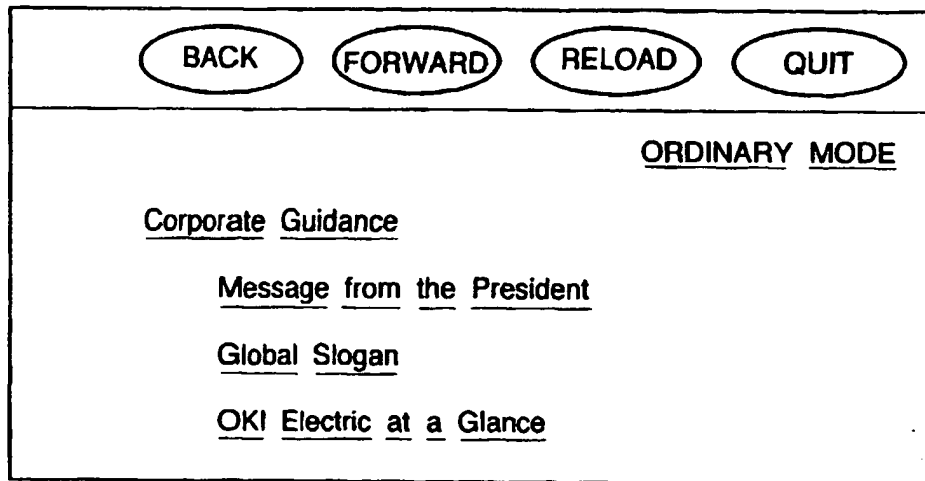 BACK FORWARD RELOAD QUIT
ORDINARY MODE
Corporate Guidance
Message from the President
Global Slogan
OKI Electric at a Glance